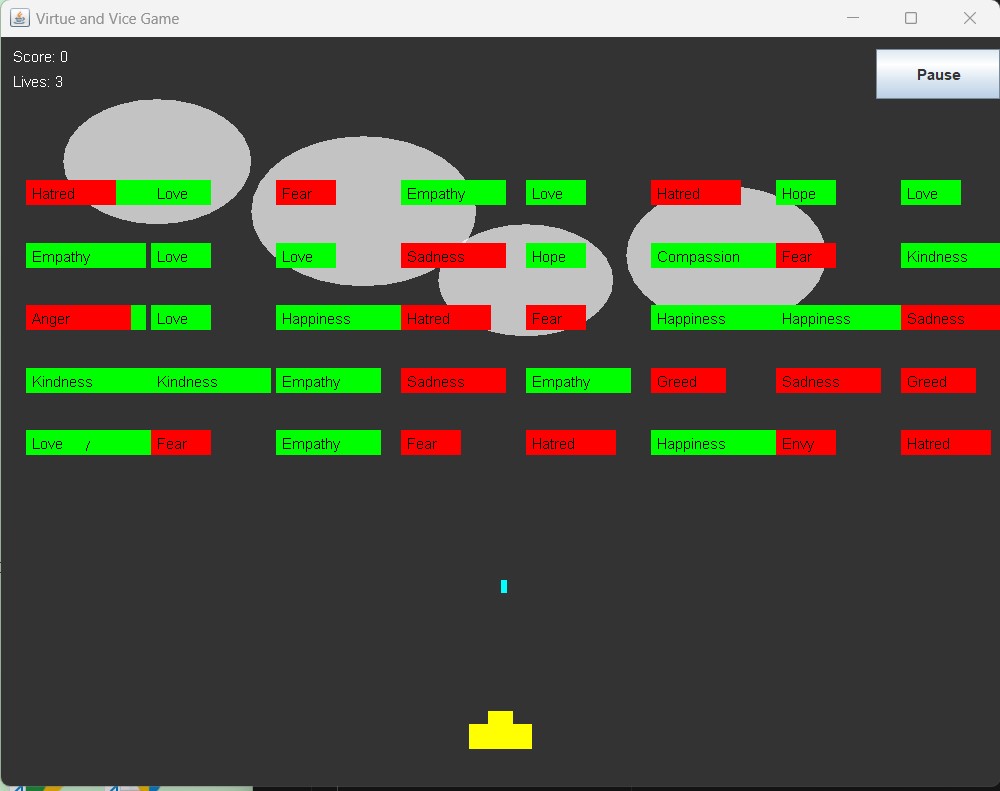 Virtue and Vice Game
Score: 0
Lives: 3
Pause
Hatred Love Fear Empathy Love Hatred Hope Love
Empathy Love Love Sadness Hope Compassion Fear Kindness
Anger Love Happiness Hatred Fear Happiness Happiness Sadness
Kindness Kindness Empathy Sadness Empathy Greed Sadness Greed
Love / Fear Empathy Fear Hatred Happiness Envy Hatred